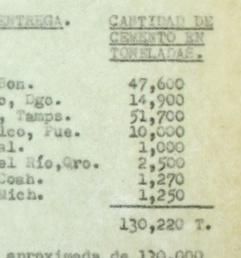 ENTREGA. CANTIDAD DE
CEMENTO EN
TONELADAS.
Son. 47,600
o, Dgo. 14,900
, Tamps. 51,700
lco, Pue. 10,000
al. 1,000
el Río,Qro. 2,500
Coah. 1,270
Mich. 1,250
130,220 T.
aproximada de 130,000